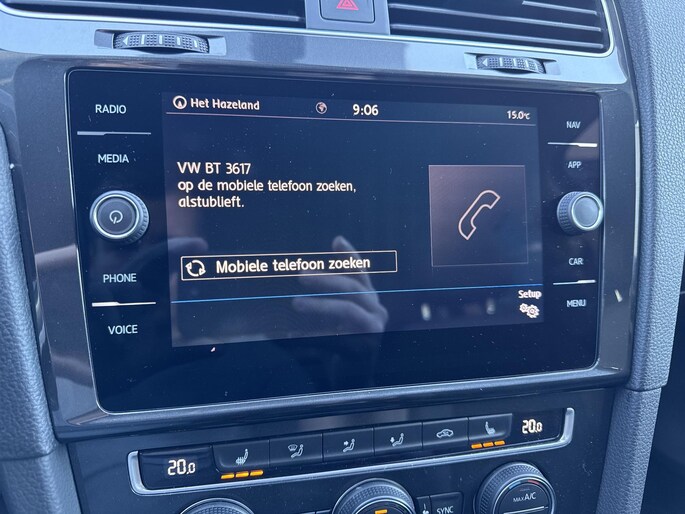 RADIO
MEDIA
PHONE
VOICE
Het Hazeland
9:06
15.0°C
VW BT 3617
op de mobiele telefoon zoeken,
alstublieft.
Mobiele telefoon zoeken
Setup
NAV
APP
CAR
MENU
20.0
20.0
SYNC
MAX A/C